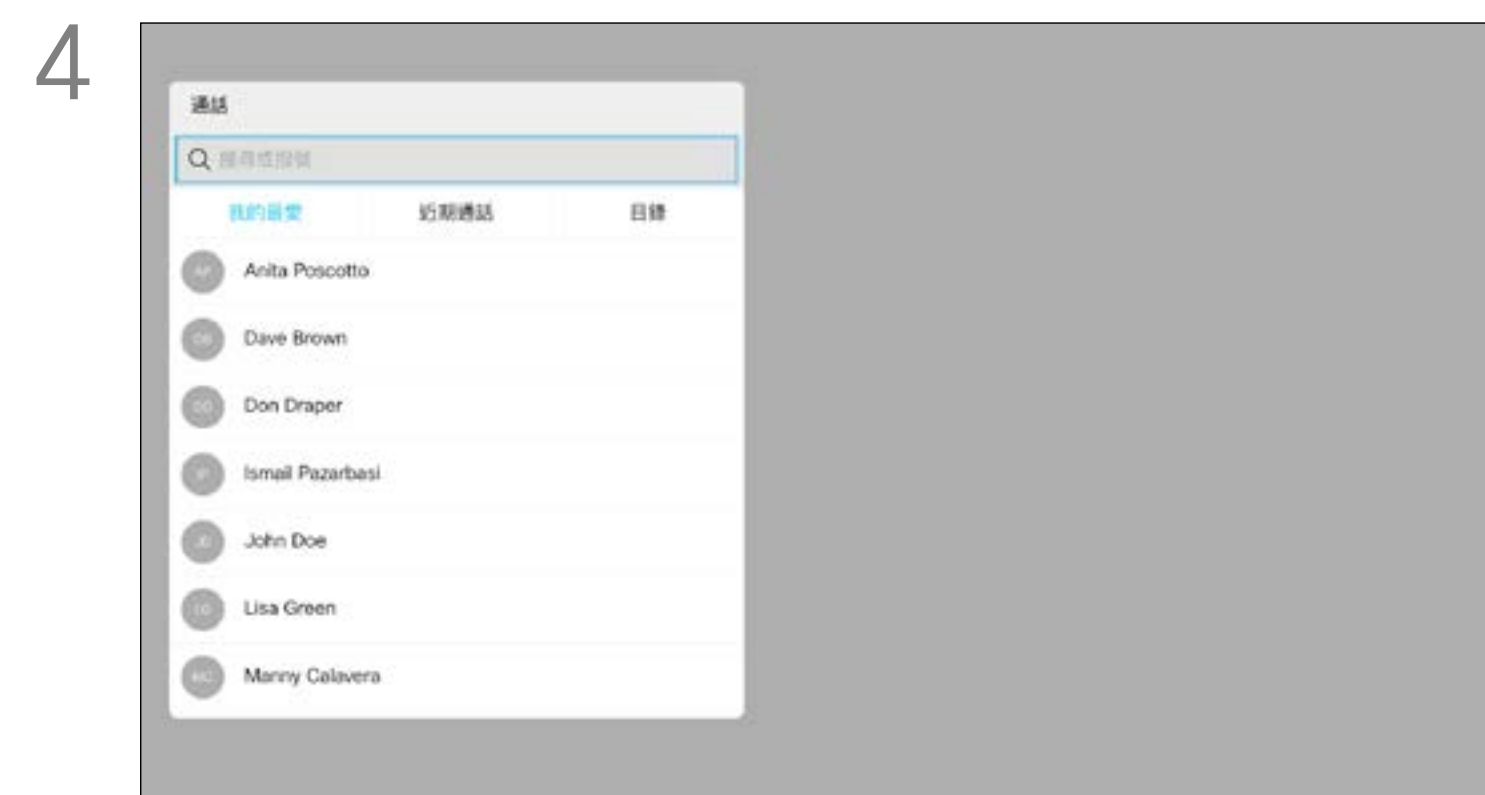 4
通話
搜尋或撥號
我的最愛 近期通話 目錄
Anita Poscotto
Dave Brown
Don Draper
Ismail Pazarbasi
John Doe
Lisa Green
Manny Calavera